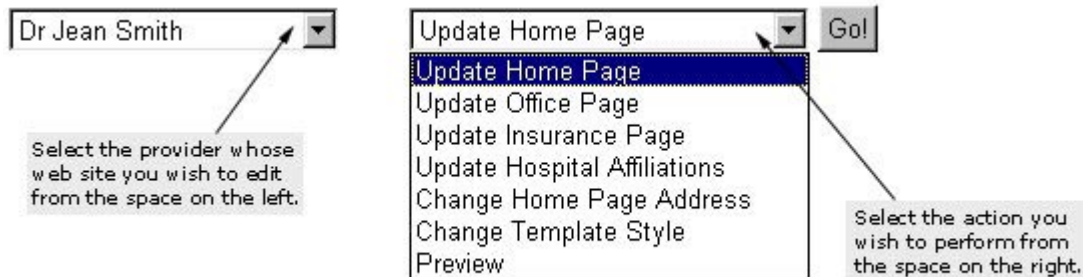 Dr Jean Smith
Update Home Page
Go!
Update Home Page
Update Office Page
Update Insurance Page
Update Hospital Affiliations
Change Home Page Address
Change Template Style
Preview
Select the provider whose
web site you wish to edit
from the space on the left.
Select the action you
wish to perform from
the space on the right.